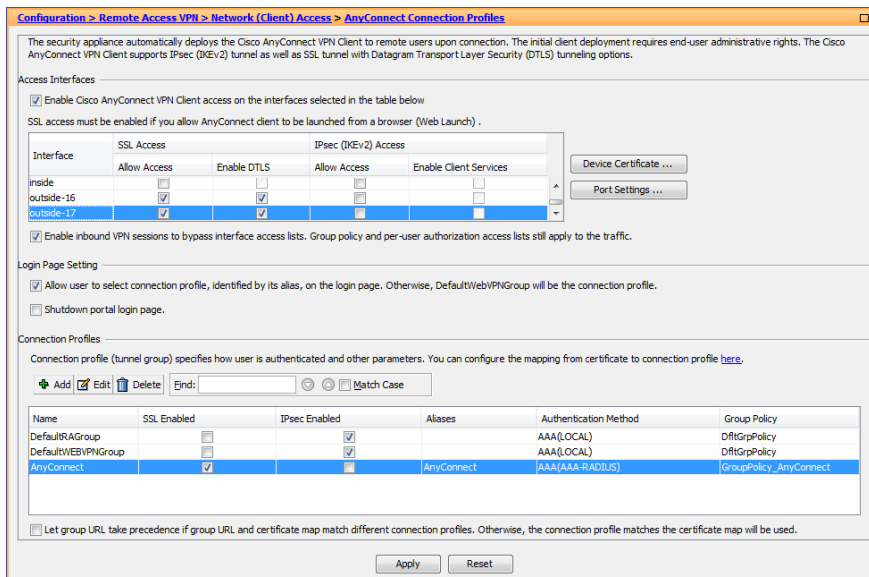 Configuration > Remote Access VPN > Network (Client) Access > AnyConnect Connection Profiles
The security appliance automatically deploys the Cisco AnyConnect VPN Client to remote users upon connection. The initial client deployment requires end-user administrative rights. The Cisco
AnyConnect VPN Client supports IPsec (IKEv2) tunnel as well as SSL tunnel with Datagram Transport Layer Security (DTLS) tunneling options.
Access Interfaces
Enable Cisco AnyConnect VPN Client access on the interfaces selected in the table below
SSL access must be enabled if you allow AnyConnect client to be launched from a browser (Web Launch) .
Interface SSL Access IPsec (IKEv2) Access
Allow Access Enable DTLS Allow Access Enable Client Services
inside
outside-16
outside-17
Device Certificate ...
Port Settings ...
Enable inbound VPN sessions to bypass interface access lists. Group policy and per-user authorization access lists still apply to the traffic.
Login Page Setting
Allow user to select connection profile, identified by its alias, on the login page. Otherwise, DefaultWebVPNGroup will be the connection profile.
Shutdown portal login page.
Connection Profiles
Connection profile (tunnel group) specifies how user is authenticated and other parameters. You can configure the mapping from certificate to connection profile here.
Add Edit Delete Find: Match Case
Name SSL Enabled IPsec Enabled Aliases Authentication Method Group Policy
DefaultRAGroup AAA(LOCAL) DfltGrpPolicy
DefaultWEBVPNGroup AAA(LOCAL) DfltGrpPolicy
AnyConnect AnyConnect AAA(AAA-RADIUS) GroupPolicy_AnyConnect
Let group URL take precedence if group URL and certificate map match different connection profiles. Otherwise, the connection profile matches the certificate map will be used.
Apply Reset